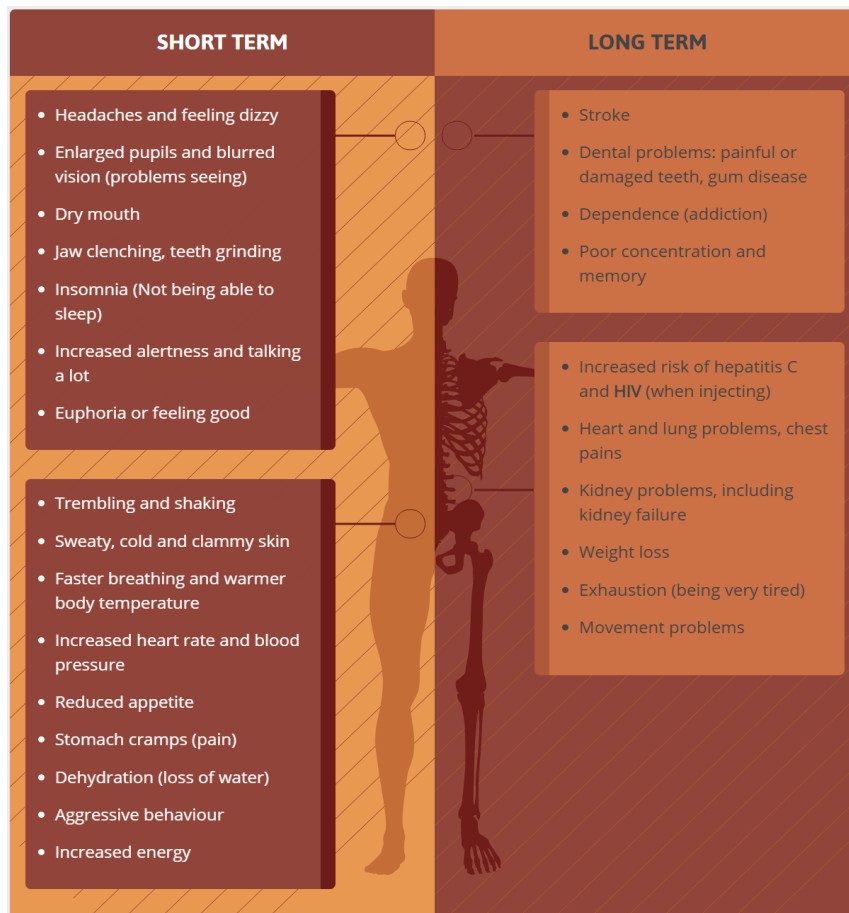 SHORT TERM
• Headaches and feeling dizzy
• Enlarged pupils and blurred
vision (problems seeing)
• Dry mouth
• Jaw clenching, teeth grinding
• Insomnia (Not being able to
sleep)
• Increased alertness and talking
a lot
• Euphoria or feeling good
• Trembling and shaking
• Sweaty, cold and clammy skin
• Faster breathing and warmer
body temperature
• Increased heart rate and blood
pressure
• Reduced appetite
• Stomach cramps (pain)
• Dehydration (loss of water)
• Aggressive behaviour
• Increased energy
LONG TERM
• Stroke
• Dental problems: painful or
damaged teeth, gum disease
• Dependence (addiction)
• Poor concentration and
memory
• Increased risk of hepatitis C
and HIV (when injecting)
• Heart and lung problems, chest
pains
• Kidney problems, including
kidney failure
• Weight loss
• Exhaustion (being very tired)
• Movement problems